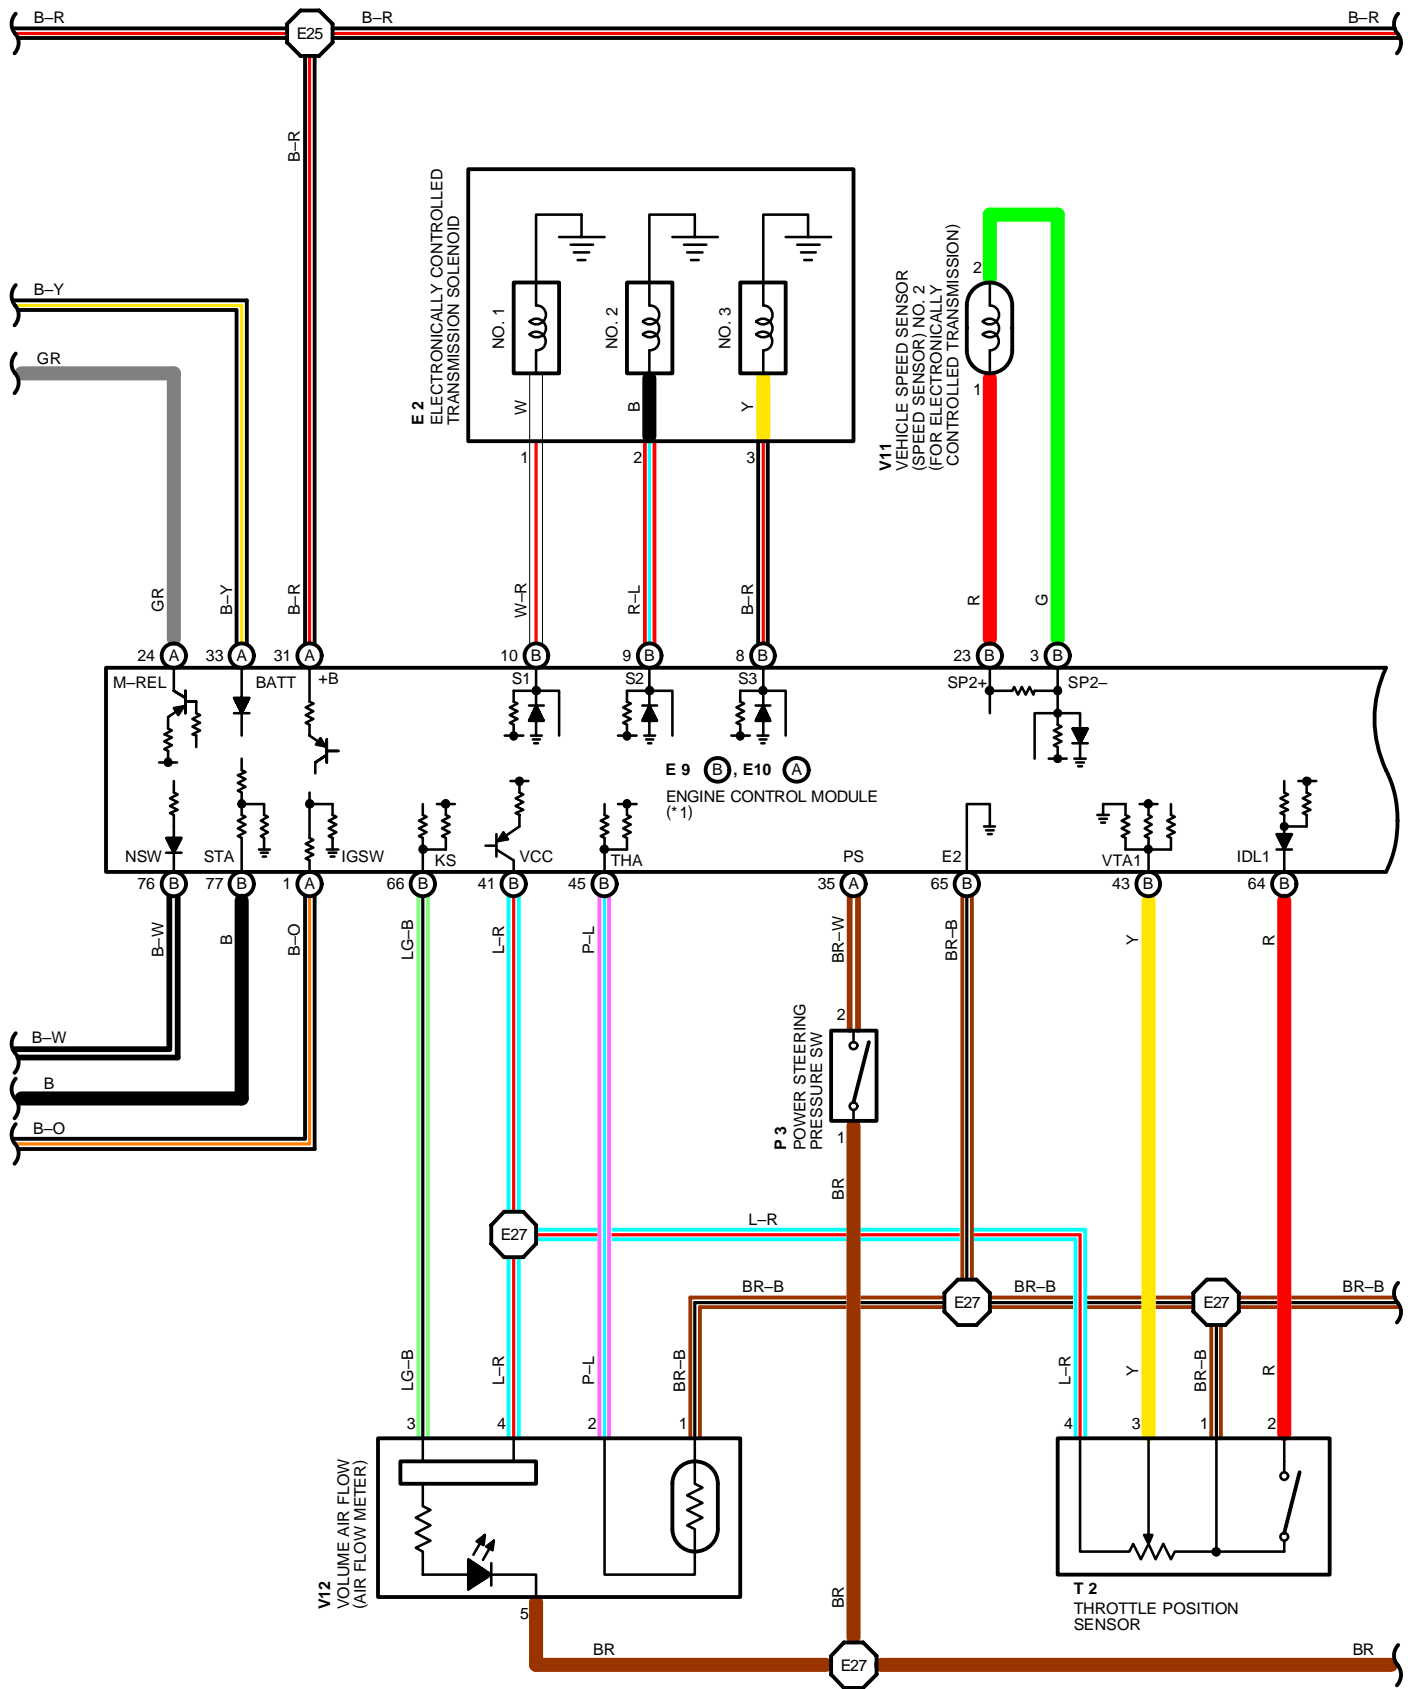 B–R
B–R
B–R
E25
B–R
E 2
ELECTRONICALLY CONTROLLED
TRANSMISSION SOLENOID
NO. 1
NO. 2
NO. 3
W
B
Y
1
2
3
V11
VEHICLE SPEED SENSOR
(SPEED SENSOR) NO. 2
(FOR ELECTRONICALLY
CONTROLLED TRANSMISSION)
2
1
B–Y
GR
GR
B–Y
B–R
W–R
R–L
B–R
R
G
24 A
33 A
31 A
10 B
9 B
8 B
23 B
3 B
M–REL
BATT
+B
S1
S2
S3
SP2+
SP2–
E 9 B , E10 A
ENGINE CONTROL MODULE
(*1)
NSW
STA
IGSW
KS
VCC
THA
PS
E2
VTA1
IDL1
76 B
77 B
1 A
66 B
41 B
45 B
35 A
65 B
43 B
64 B
B–W
B
B–O
LG–B
L–R
P–L
BR–W
BR–B
Y
R
B–W
B
B–O
P 3
POWER STEERING
PRESSURE SW
2
1
BR
E27
L–R
BR–B
E27
BR–B
E27
BR–B
LG–B
L–R
P–L
BR–B
L–R
Y
BR–B
R
3
4
2
1
4
3
1
2
V12
VOLUME AIR FLOW
(AIR FLOW METER)
5
BR
T 2
THROTTLE POSITION
SENSOR
BR
E27
BR